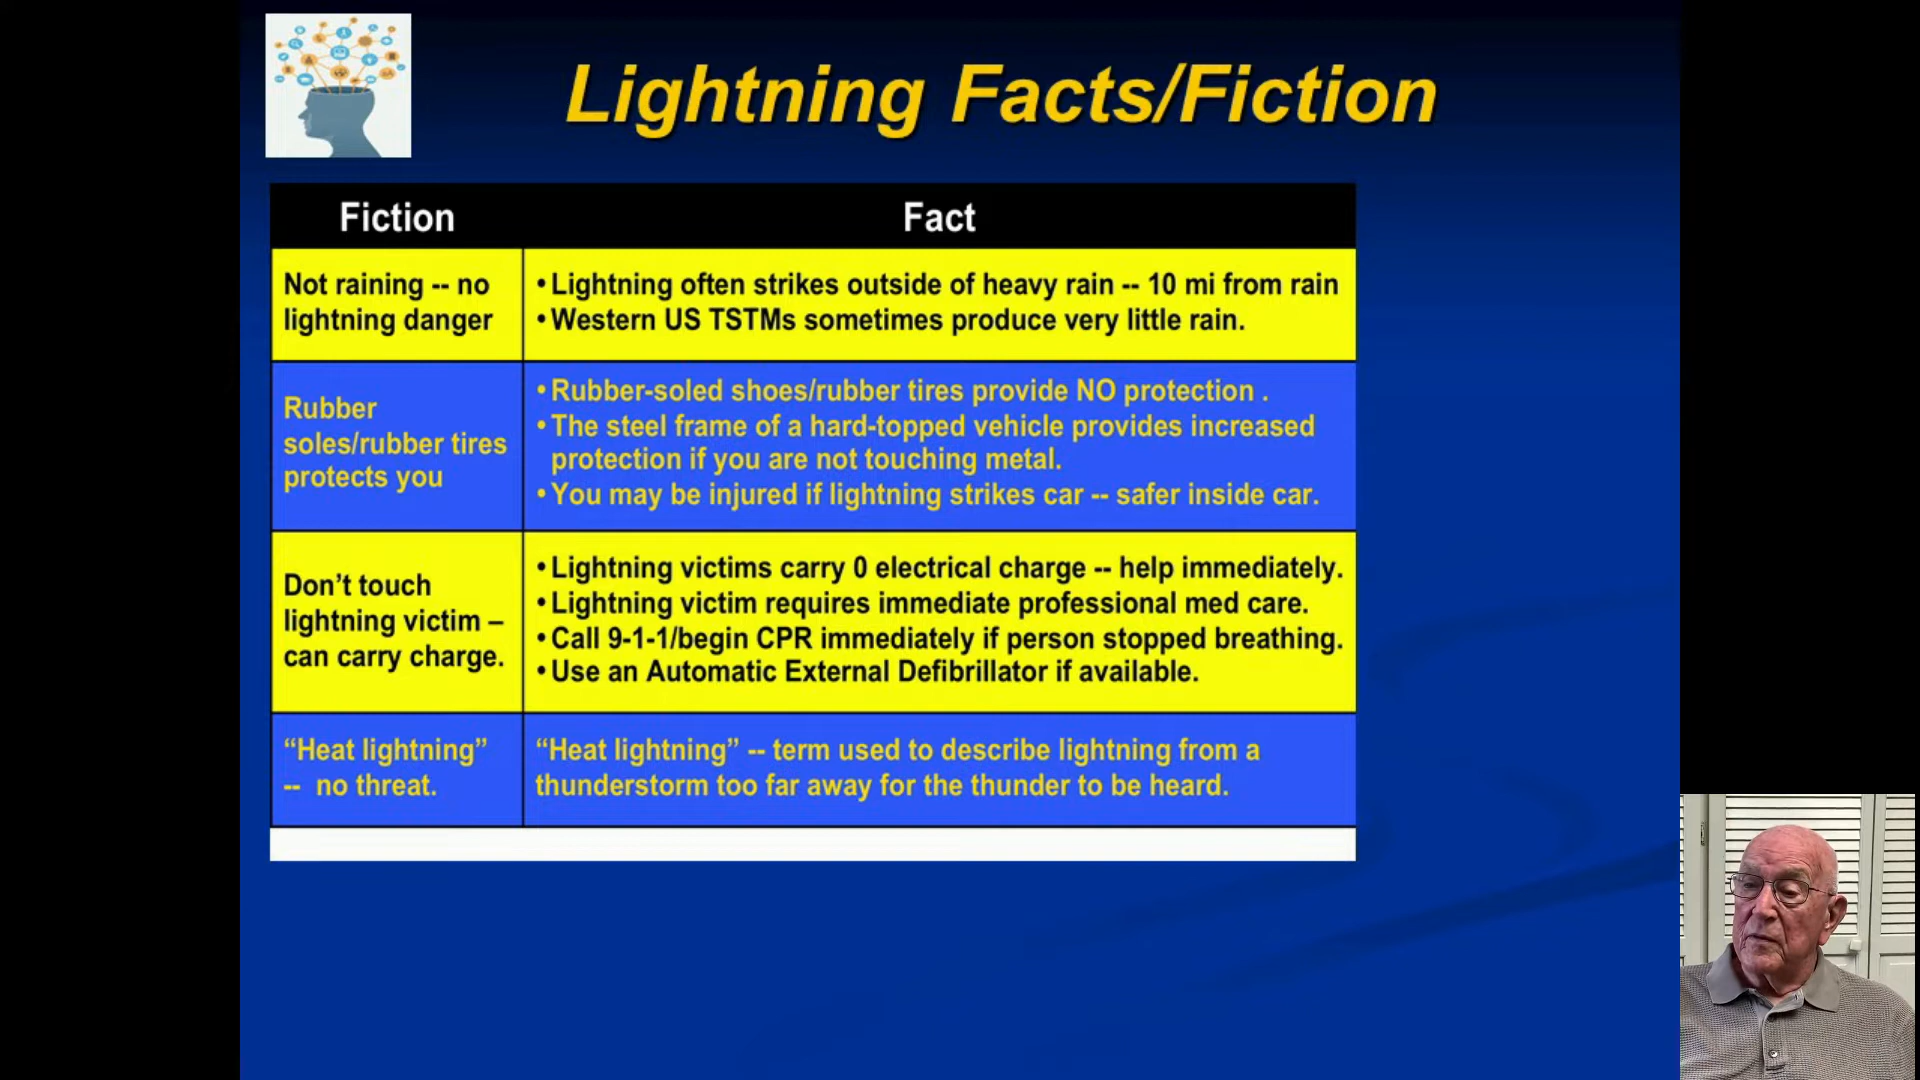 Lightning Facts/Fiction
Fiction
Fact
Not raining -- no
lightning danger
•Lightning often strikes outside of heavy rain -- 10 mi from rain
•Western US TSTMs sometimes produce very little rain.
Rubber
soles/rubber tires
protects you
•Rubber-soled shoes/rubber tires provide NO protection .
•The steel frame of a hard-topped vehicle provides increased
protection if you are not touching metal.
•You may be injured if lightning strikes car -- safer inside car.
Don’t touch
lightning victim –
can carry charge.
•Lightning victims carry 0 electrical charge -- help immediately.
•Lightning victim requires immediate professional med care.
•Call 9-1-1/begin CPR immediately if person stopped breathing.
•Use an Automatic External Defibrillator if available.
“Heat lightning”
-- no threat.
“Heat lightning” -- term used to describe lightning from a
thunderstorm too far away for the thunder to be heard.